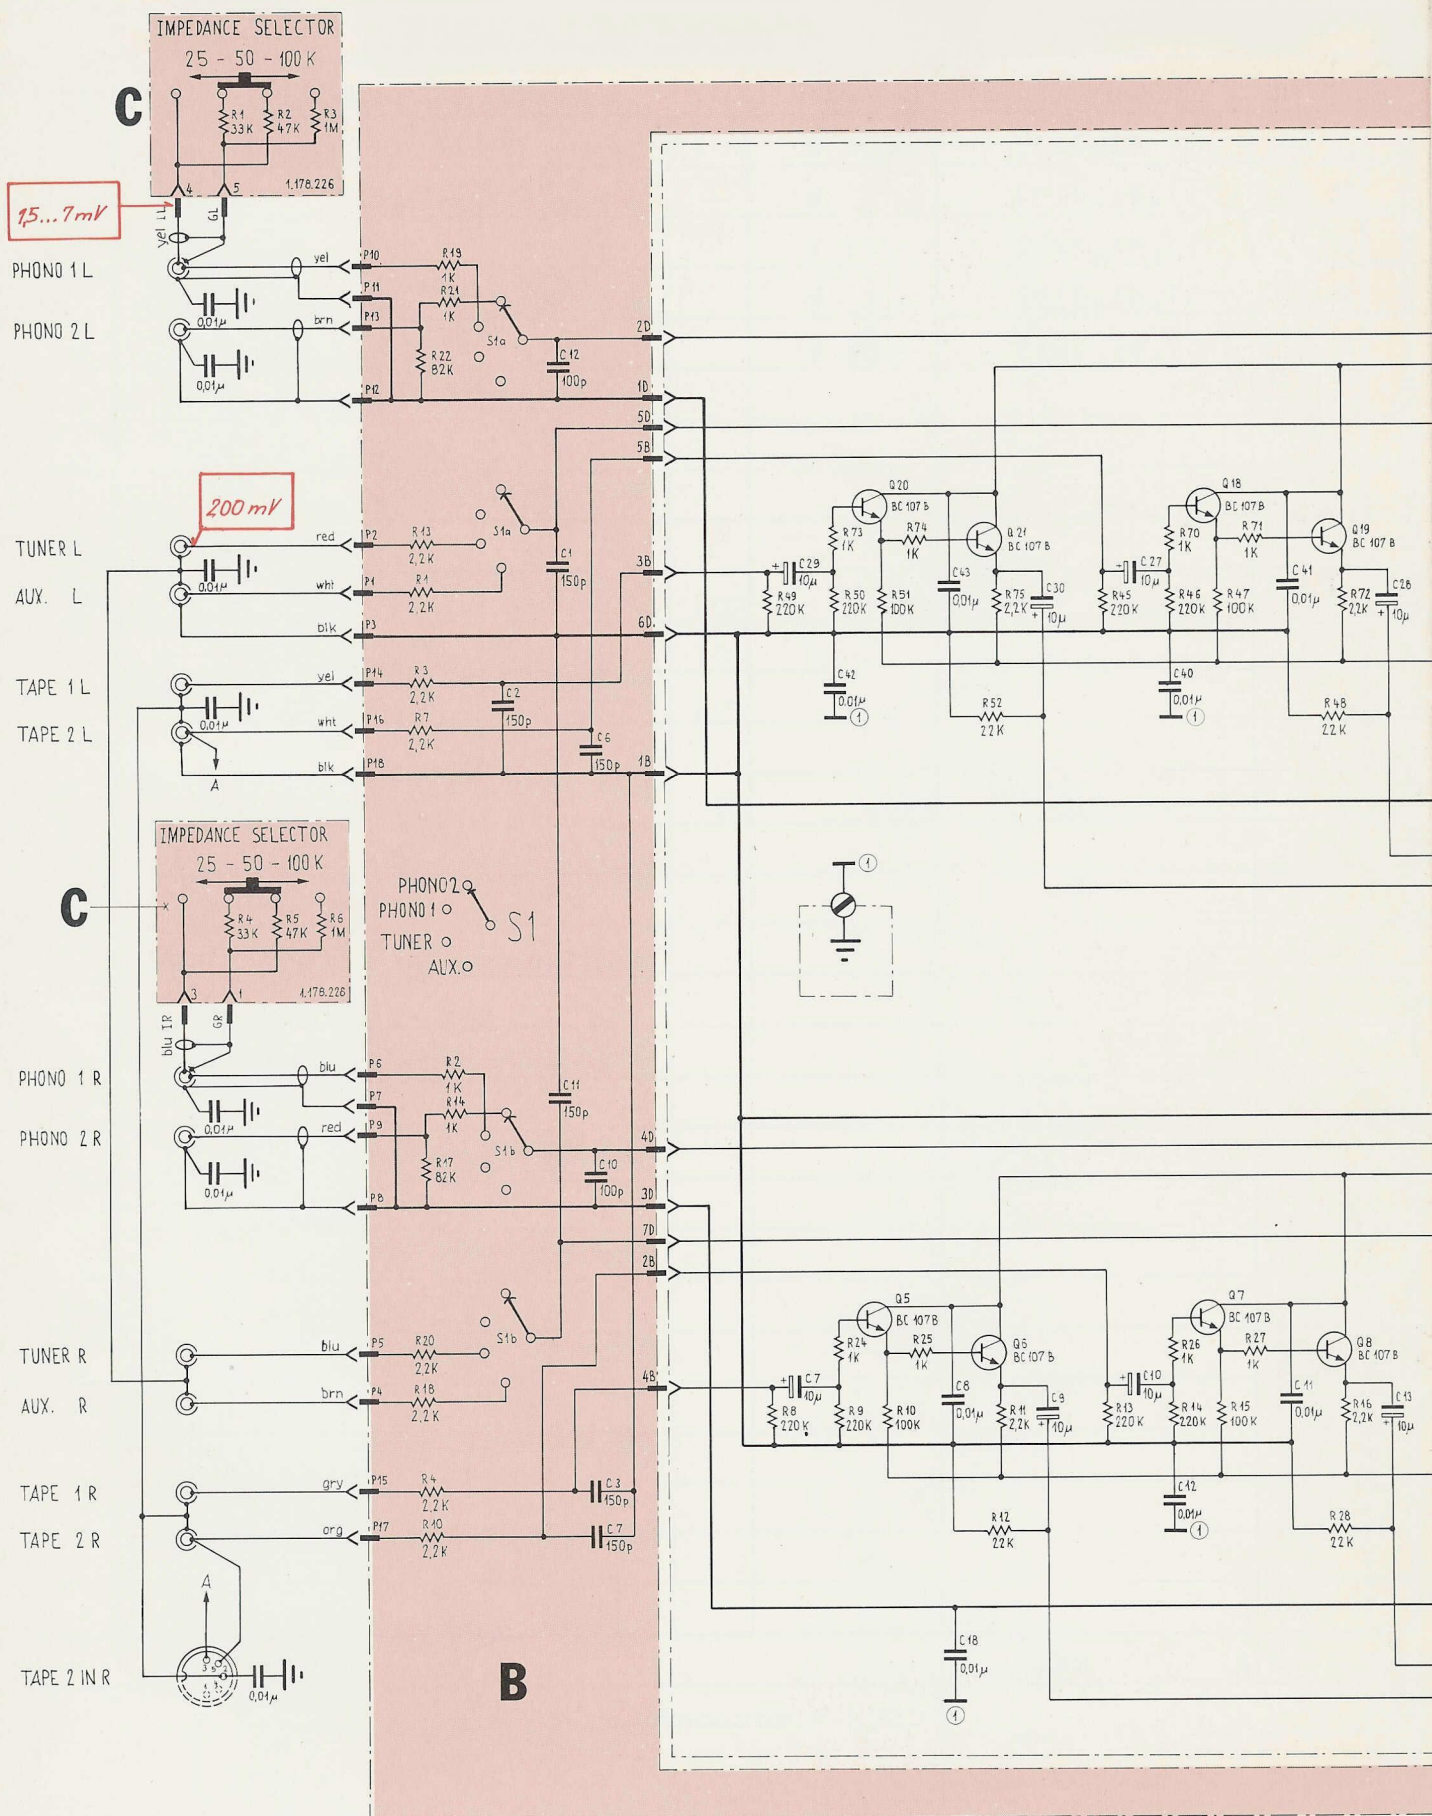 IMPEDANCE SELECTOR
25 - 50 - 100 K
C
R1 33K
R2 47K
R3 1M
4
5
1.178.226
1,5...7mV
yel IL
GL
PHONO 1 L
yel
P10
R19
1K
P11
R21
1K
0,01µ
PHONO 2 L
brn
P13
S1a
2D
R22
82K
C12
100p
0,01µ
P12
1D
5D
5B
200mV
S1a
TUNER L
red
P2
R13
2,2K
C1
150p
0,01µ
AUX. L
wht
P1
R1
2,2K
3B
blk
P3
6D
TAPE 1 L
yel
P14
R3
2,2K
C2
150p
0,01µ
TAPE 2 L
wht
P16
R7
2,2K
C6
150p
A
blk
P18
1B
Q20
BC 107 B
R73
1K
R74
1K
Q21
BC 107 B
C29
10µ
R49
220K
R50
220K
R51
100K
C43
0,01µ
R75
2,2K
C30
10µ
C42
0,01µ
1
R52
22K
Q18
BC 107 B
R70
1K
R71
1K
Q19
BC 107 B
C27
10µ
R45
220K
R46
220K
R47
100K
C41
0,01µ
R72
2,2K
C28
10µ
C40
0,01µ
1
R48
22K
IMPEDANCE SELECTOR
25 - 50 - 100 K
C
R4 33K
R5 47K
R6 1M
3
1
1.178.226
PHONO2
PHONO1
TUNER
AUX.
S1
1
blu IR
GR
PHONO 1 R
blu
P6
R2
1K
P7
R14
1K
0,01µ
PHONO 2 R
red
P9
S1b
4D
R17
82K
C11
150p
C10
100p
0,01µ
P8
3D
7D
2B
S1b
TUNER R
blu
P5
R20
2,2K
AUX. R
brn
P4
R18
2,2K
4B
TAPE 1 R
gry
P15
R4
2,2K
C3
150p
TAPE 2 R
org
P17
R10
2,2K
C7
150p
Q5
BC 107 B
R24
1K
R25
1K
Q6
BC 107 B
C7
10µ
R8
220K
R9
220K
R10
100K
C8
0,01µ
R11
2,2K
C9
10µ
R12
22K
Q7
BC 107 B
R26
1K
R27
1K
Q8
BC 107 B
C10
10µ
R13
220K
R14
220K
R15
100K
C11
0,01µ
R16
2,2K
C13
10µ
C12
0,01µ
1
R28
22K
A
TAPE 2 IN R
3
5
2
0,01µ
B
C18
0,01µ
1